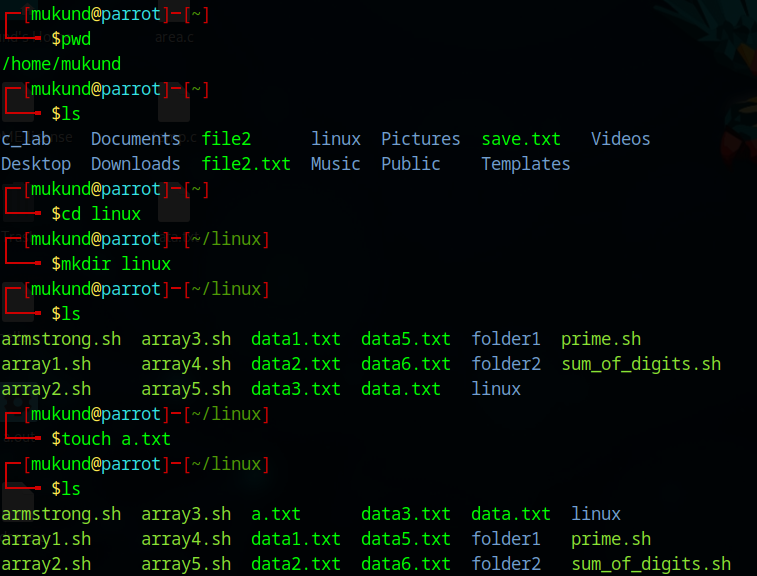 ┌─[mukund@parrot]─[~]
└──╼ $pwd
/home/mukund
┌─[mukund@parrot]─[~]
└──╼ $ls
c_lab    Documents  file2      linux  Pictures  save.txt   Videos
Desktop  Downloads  file2.txt  Music  Public    Templates
┌─[mukund@parrot]─[~]
└──╼ $cd linux
┌─[mukund@parrot]─[~/linux]
└──╼ $mkdir linux
┌─[mukund@parrot]─[~/linux]
└──╼ $ls
armstrong.sh  array3.sh  data1.txt  data5.txt  folder1  prime.sh
array1.sh     array4.sh  data2.txt  data6.txt  folder2  sum_of_digits.sh
array2.sh     array5.sh  data3.txt  data.txt   linux
┌─[mukund@parrot]─[~/linux]
└──╼ $touch a.txt
┌─[mukund@parrot]─[~/linux]
└──╼ $ls
armstrong.sh  array3.sh  a.txt      data3.txt  data.txt  linux
array1.sh     array4.sh  data1.txt  data5.txt  folder1   prime.sh
array2.sh     array5.sh  data2.txt  data6.txt  folder2   sum_of_digits.sh